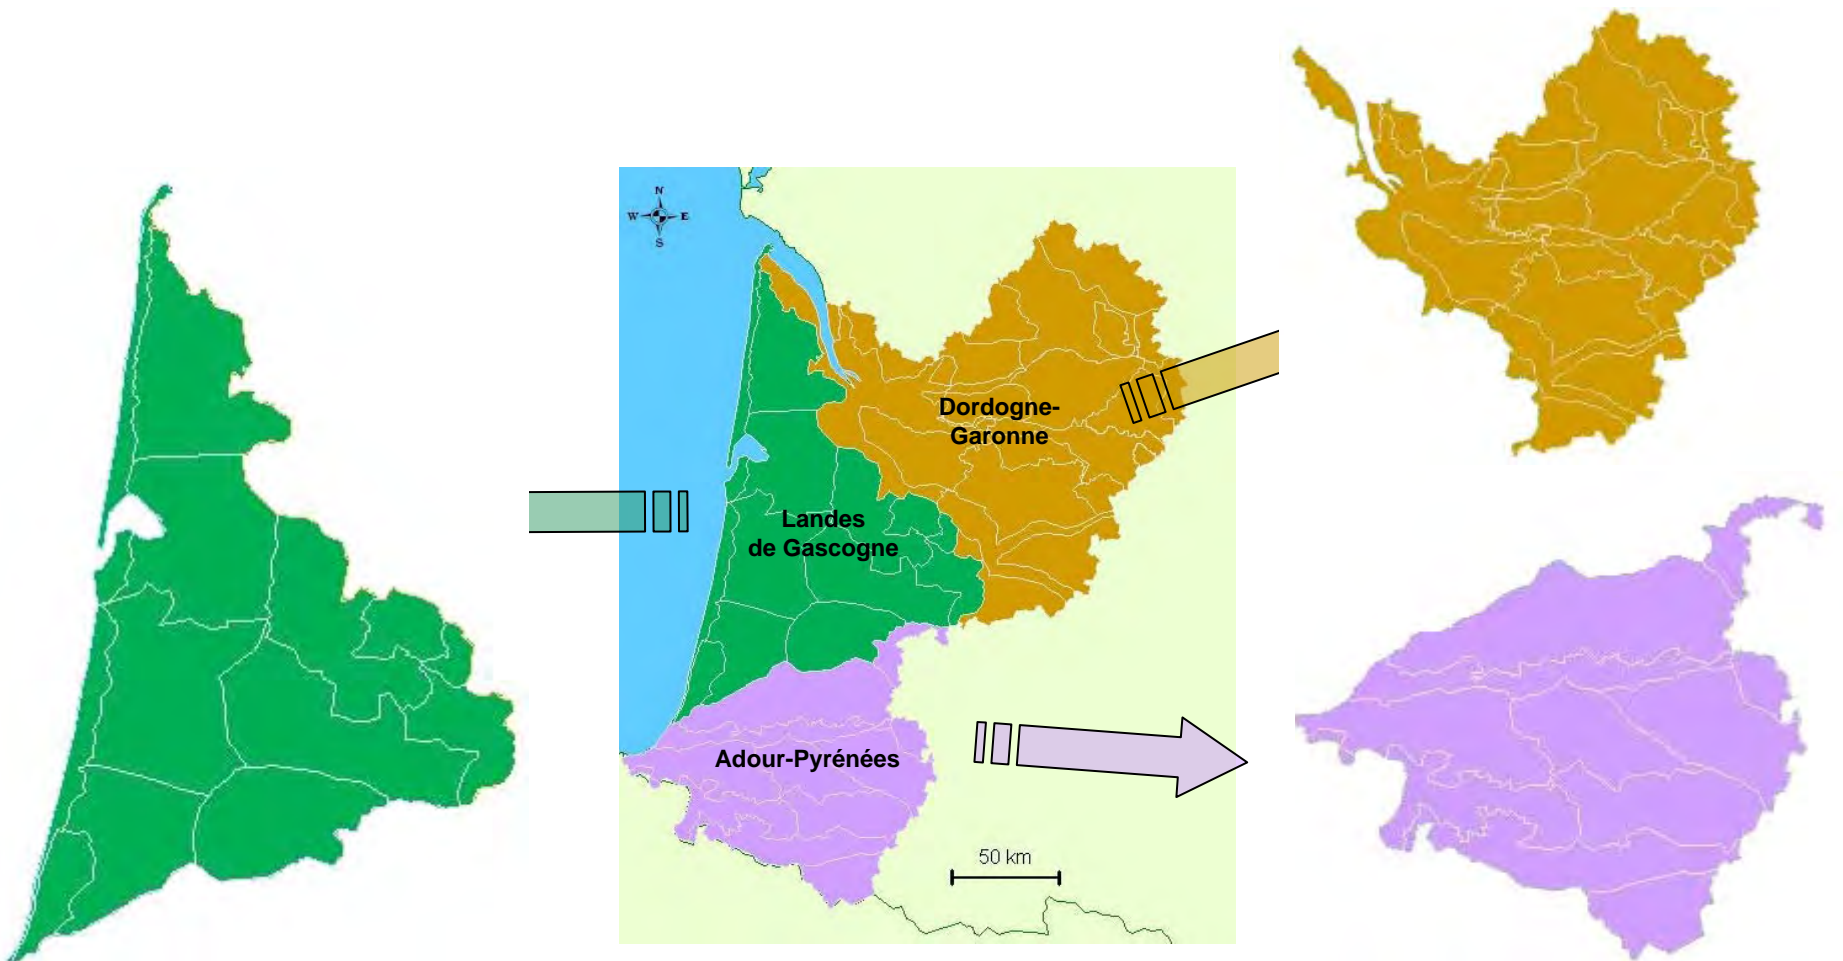 N
W E
S
Dordogne-
Garonne
Landes
de Gascogne
Adour-Pyrénées
50 km